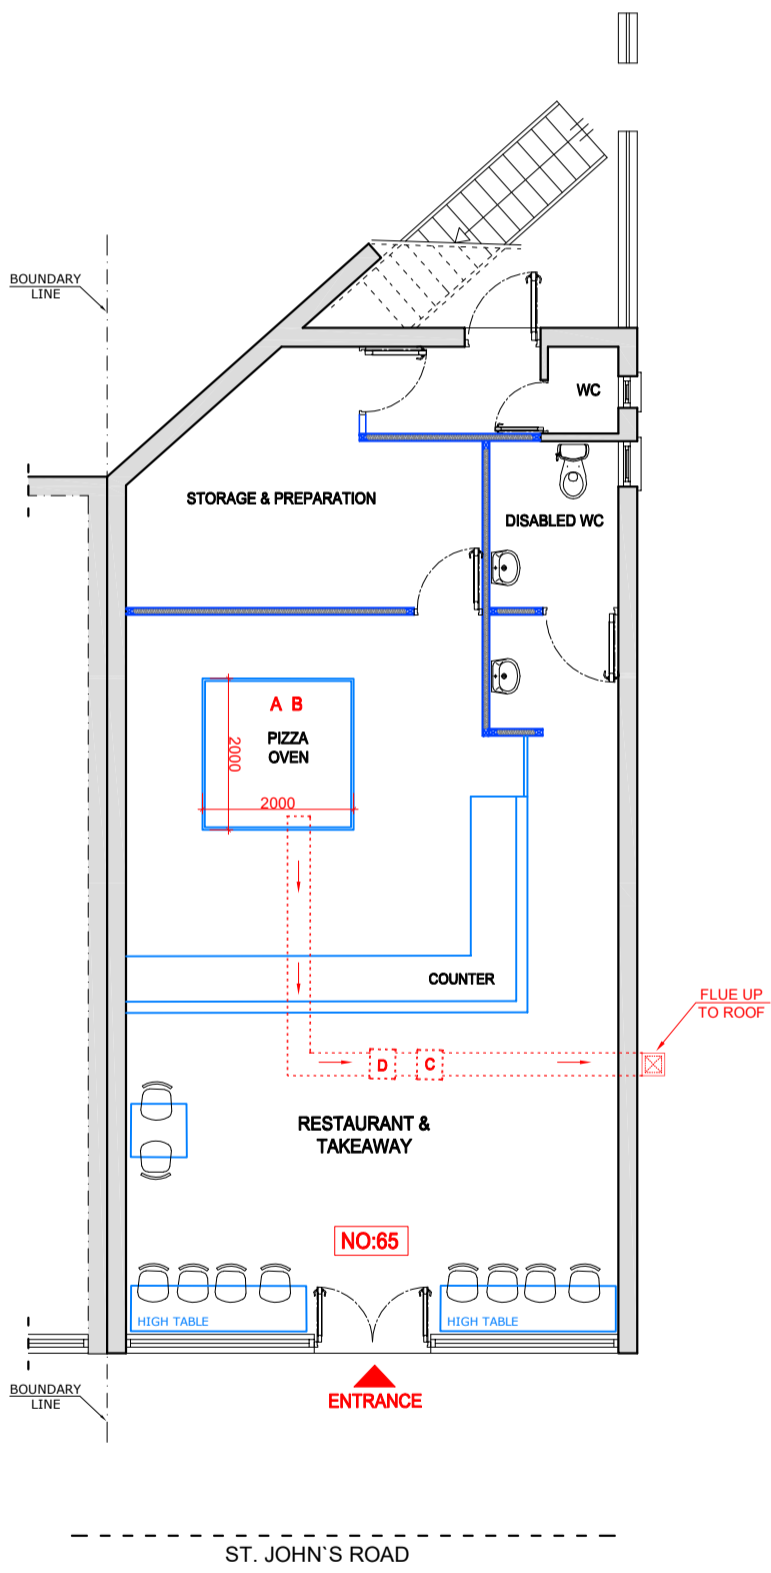 BOUNDARY
LINE
WC
STORAGE & PREPARATION
DISABLED WC
A B
PIZZA
OVEN
2000
2000
COUNTER
FLUE UP
TO ROOF
D
C
RESTAURANT &
TAKEAWAY
NO:65
HIGH TABLE
HIGH TABLE
BOUNDARY
LINE
ENTRANCE
ST. JOHN`S ROAD